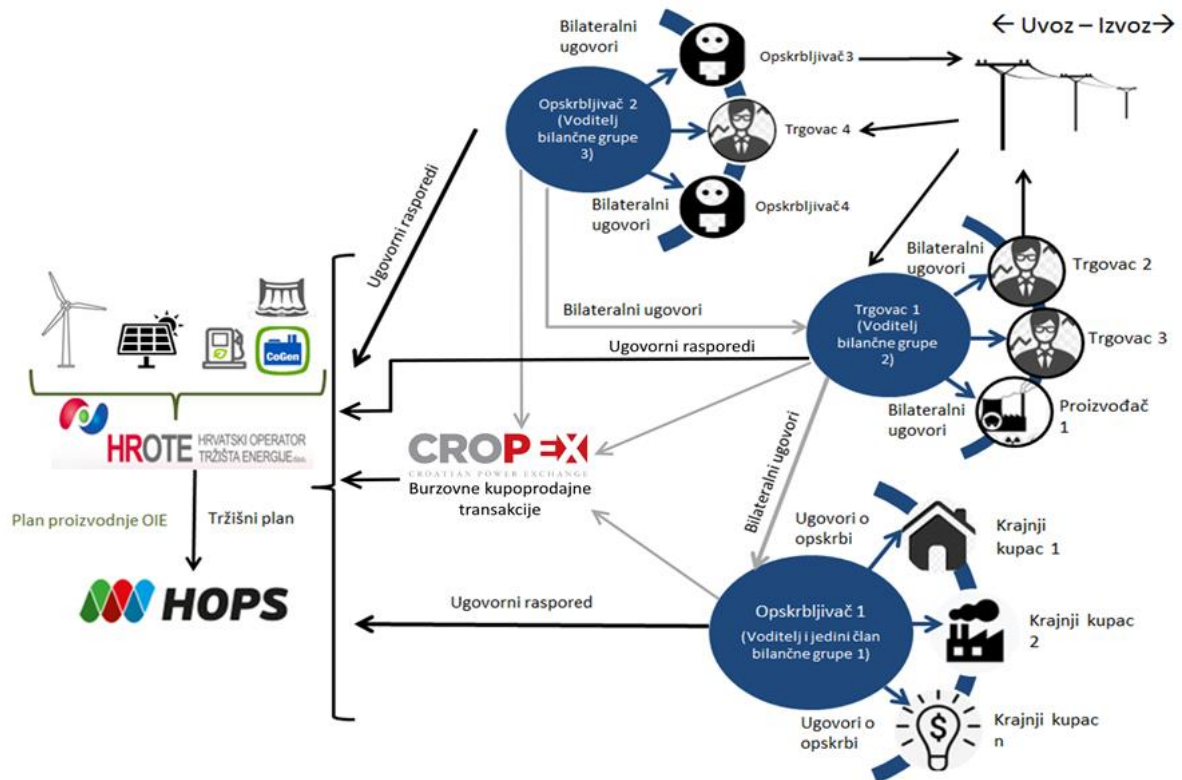 Bilateralni
ugovori
← Uvoz – Izvoz→
Opskrbljivač 3
Opskrbljivač 2
(Voditelj
bilančne grupe
3)
Trgovac 4
Bilateralni
ugovori
Opskrbljivač4
Ugovorni rasporedi
Bilateralni
ugovori
Trgovac 2
Bilateralni ugovori
Trgovac 1
(Voditelj
bilančne grupe
2)
Ugovorni rasporedi
Trgovac 3
Bilateralni
ugovori
Proizvođač
1
CoGen
HROTE
HRVATSKI OPERATOR
TRŽIŠTA ENERGIJE d.o.o.
CROPEX
CROATIAN POWER EXCHANGE
Burzovne kupoprodajne
transakcije
Bilateralni ugovori
Plan proizvodnje OIE
Tržišni plan
HOPS
Ugovori o
opskrbi
Krajnji
kupac 1
Ugovorni raspored
Opskrbljivač 1
(Voditelj i jedini član
bilančne grupe 1)
Krajnji kupac
2
Ugovori o
opskrbi
$
Krajnji kupac
n